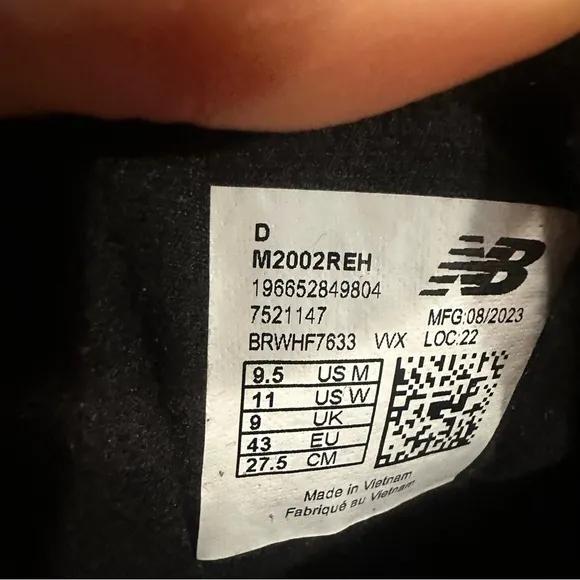 D
M2002REH
196652849804
7521147 MFG:08/2023
BRWHF7633 VVX LOC:22
9.5 US M
11 US W
9 UK
43 EU
27.5 CM
Made in Vietnam
Fabriqué au Vietnam
NB